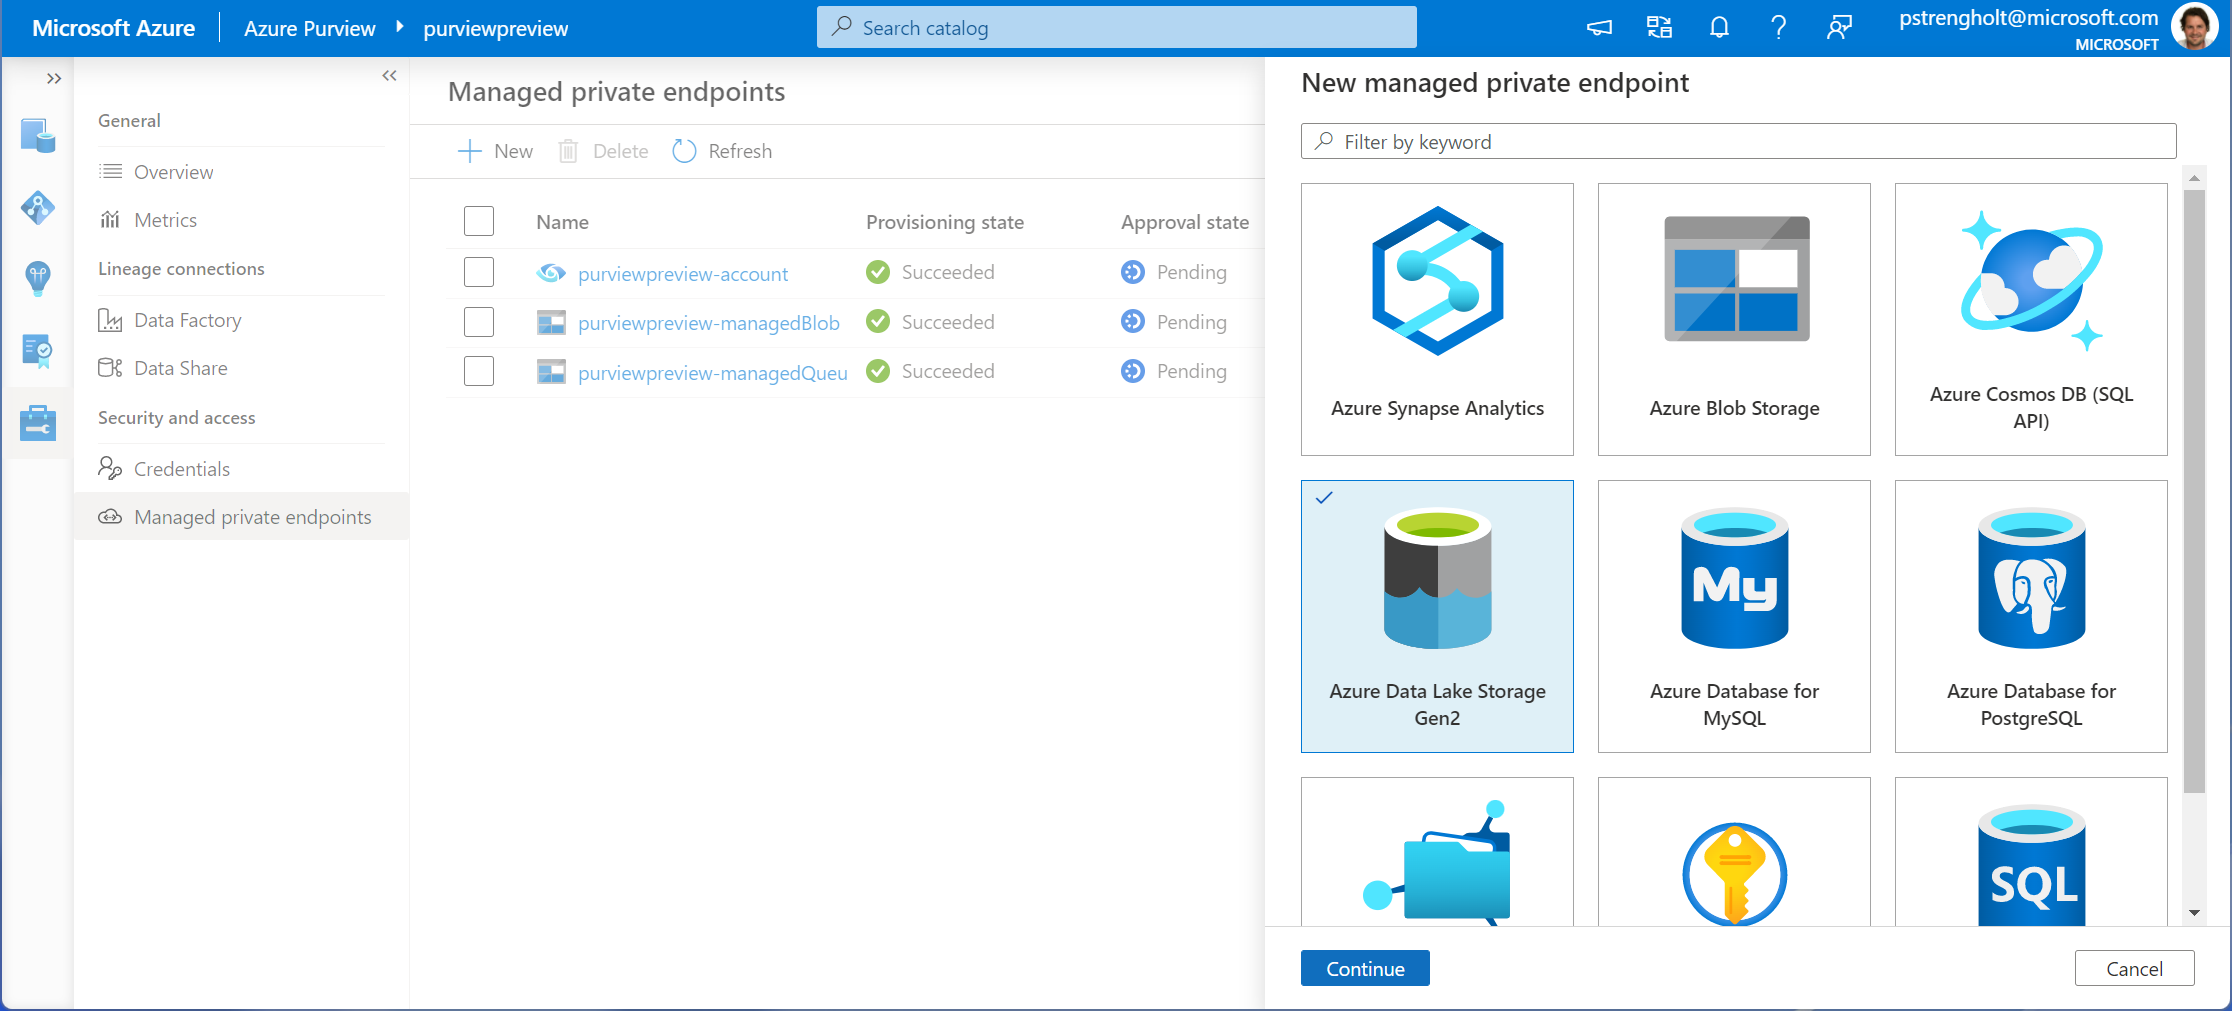 Microsoft Azure
Azure Purview
purviewpreview
Search catalog
pstrengholt@microsoft.com
MICROSOFT
General
Overview
Metrics
Lineage connections
Data Factory
Data Share
Security and access
Credentials
Managed private endpoints
Managed private endpoints
New
Delete
Refresh
Name Provisioning state Approval state
purviewpreview-account Succeeded Pending
purviewpreview-managedBlob Succeeded Pending
purviewpreview-managedQueu Succeeded Pending
New managed private endpoint
Filter by keyword
Azure Synapse Analytics
Azure Blob Storage
Azure Cosmos DB (SQL
API)
Azure Data Lake Storage
Gen2
My
Azure Database for
MySQL
Azure Database for
PostgreSQL
SQL
Continue
Cancel